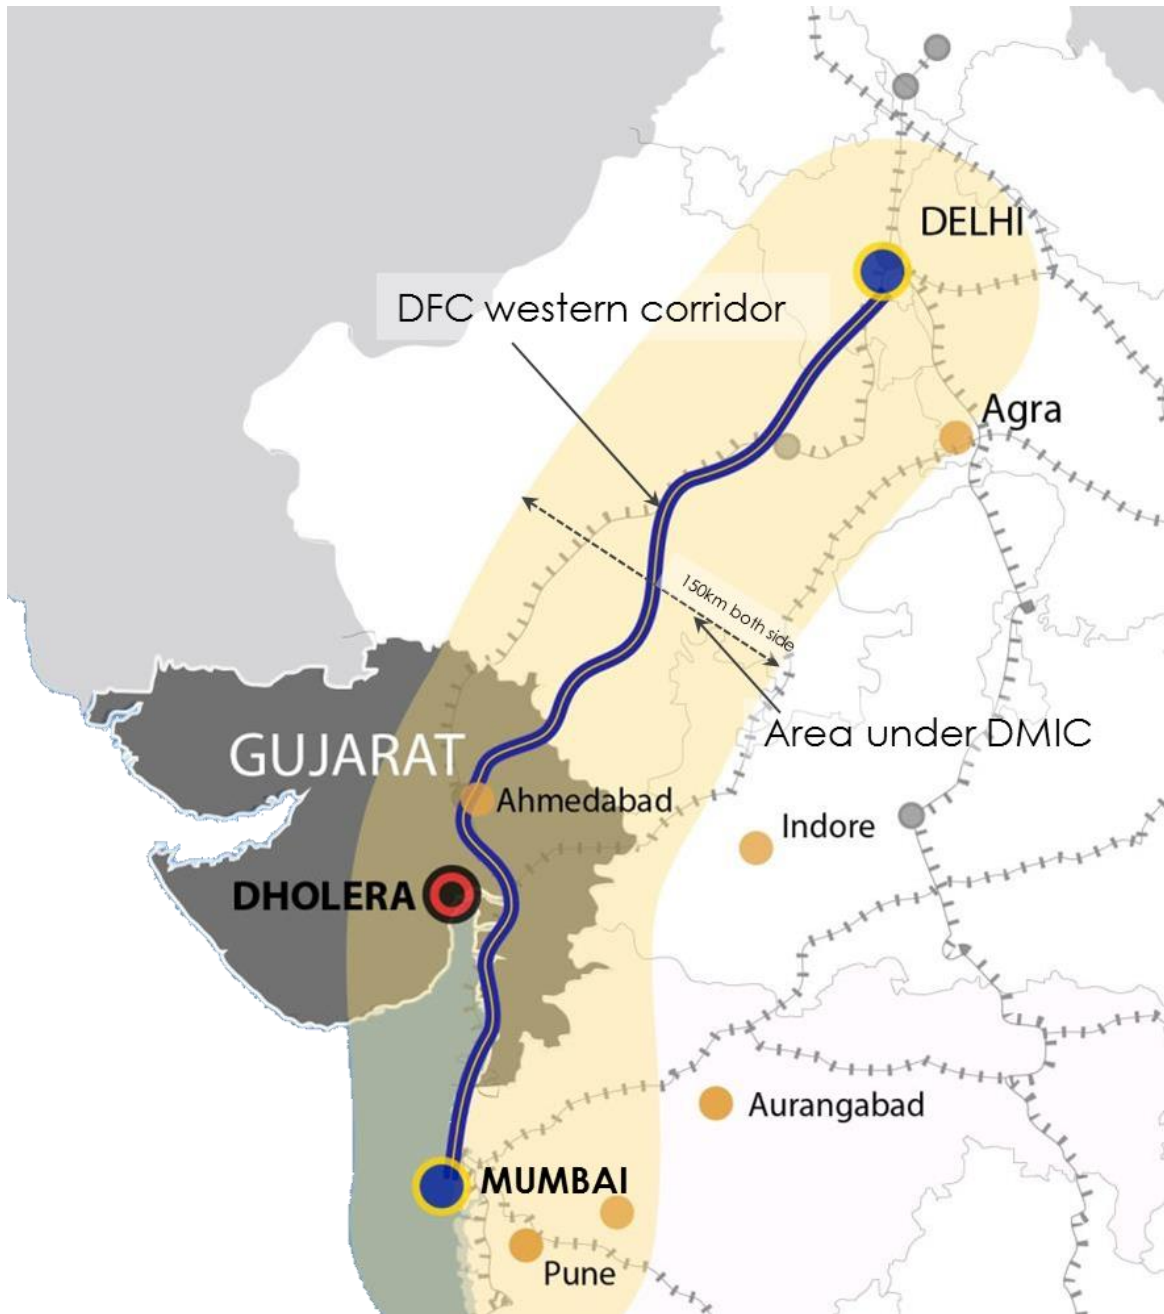 DELHI
DFC western corridor
Agra
150km both side
Area under DMIC
GUJARAT
Ahmedabad
Indore
DHOLERA
Aurangabad
MUMBAI
Pune